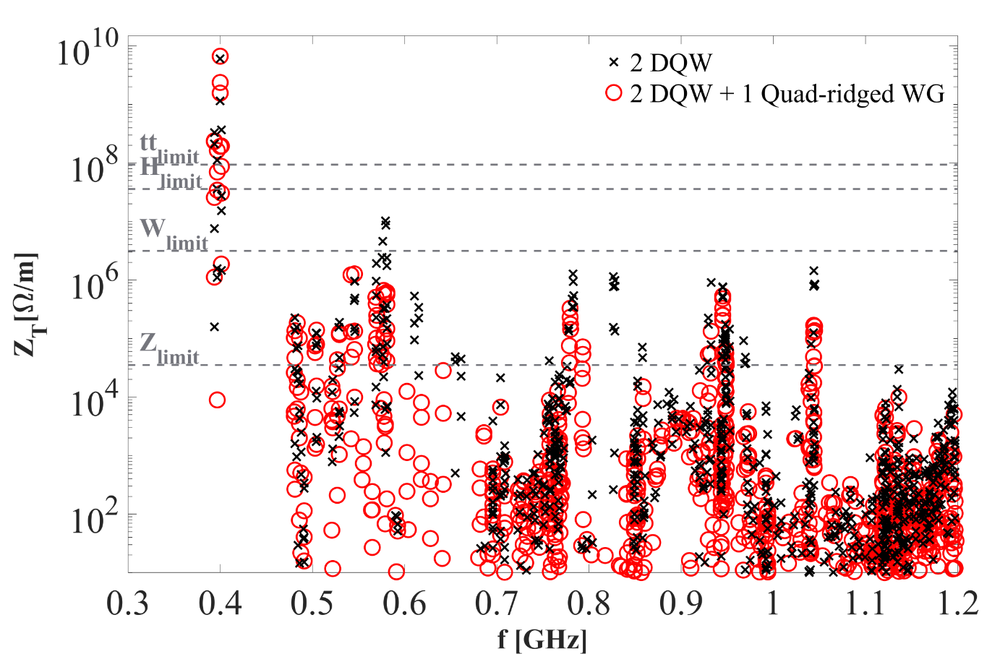 2 DQW
2 DQW + 1 Quad-ridged WG
10^10
10^8
10^6
10^4
10^2
Z_T [Ω/m]
tt_limit
H_limit
W_limit
Z_limit
0.3 0.4 0.5 0.6 0.7 0.8 0.9 1 1.1 1.2
f [GHz]